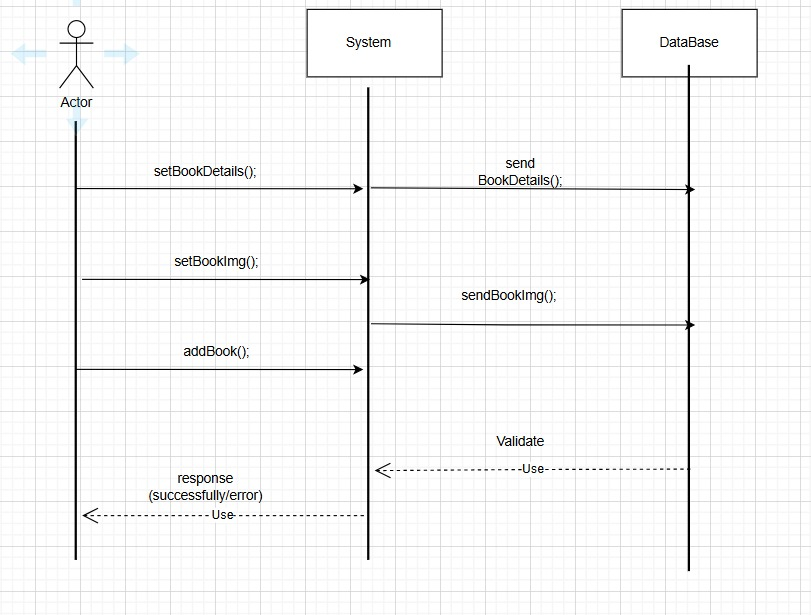 System
DataBase
Actor
setBookDetails();
send
BookDetails();
setBookImg();
sendBookImg();
addBook();
Validate
Use
response
(successfully/error)
Use